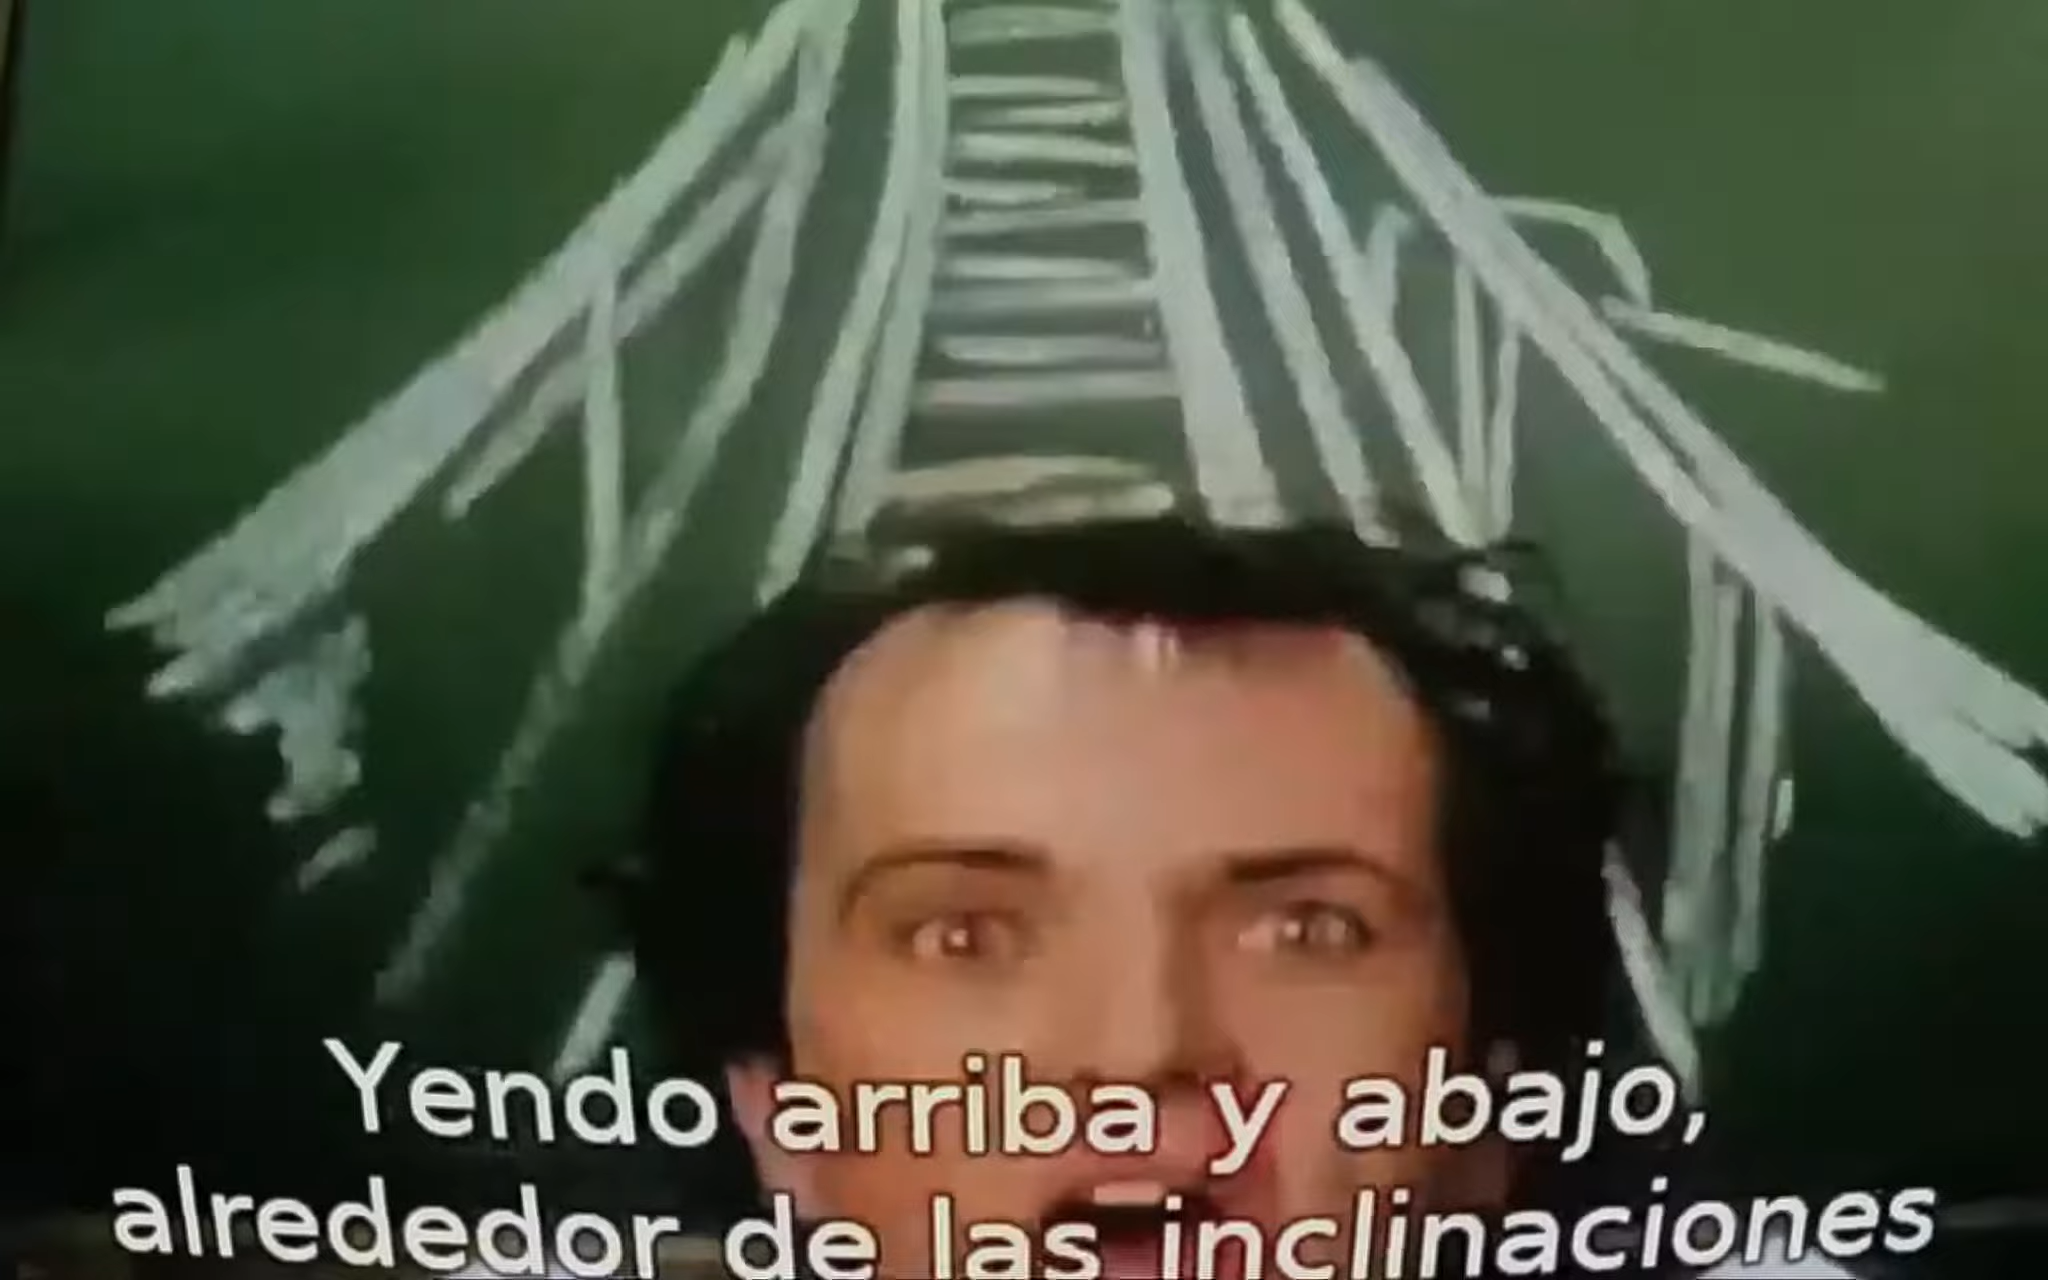 Yendo arriba y abajo,
alrededor de las inclinaciones